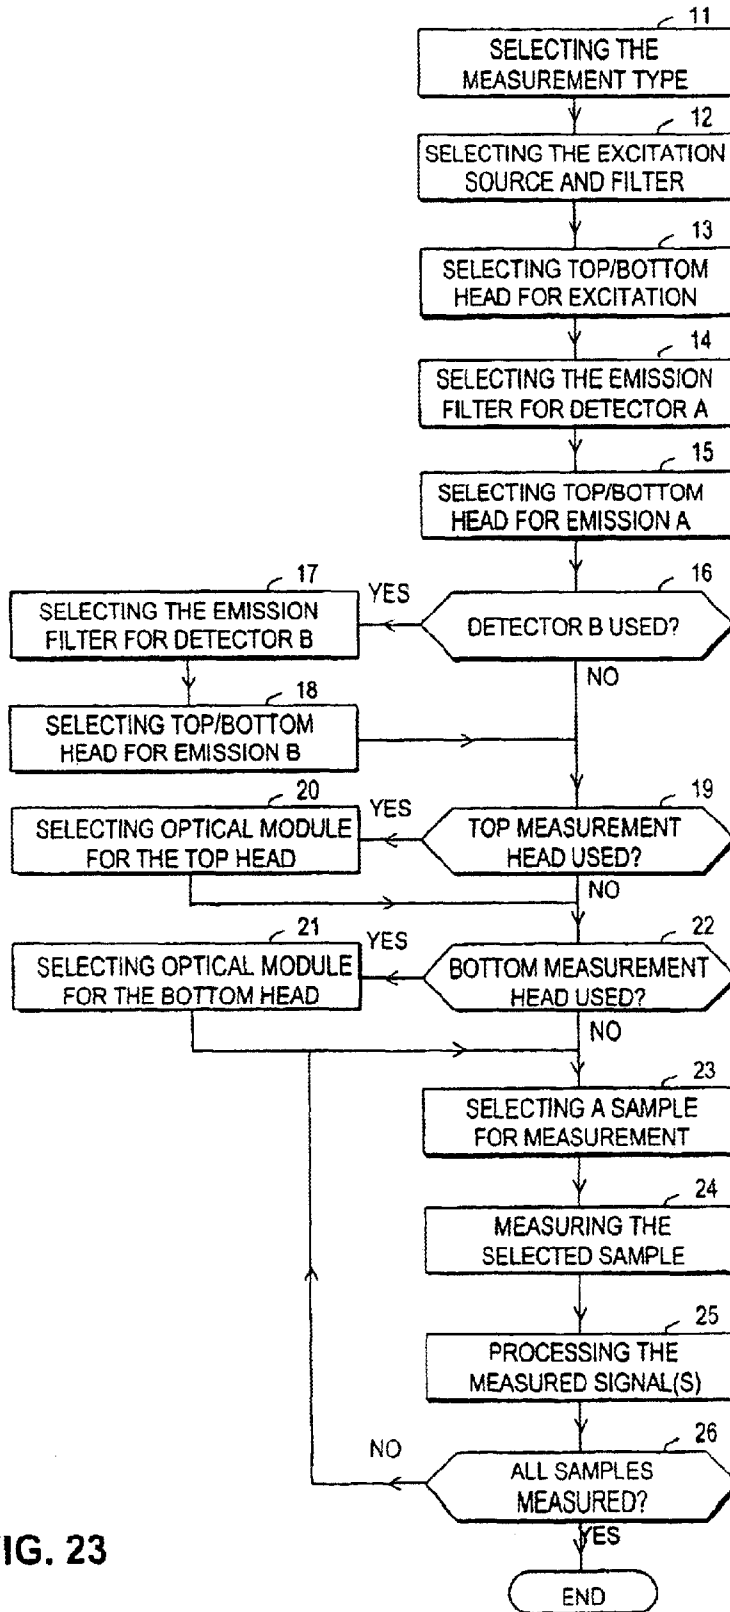 11
SELECTING THE
MEASUREMENT TYPE
12
SELECTING THE EXCITATION
SOURCE AND FILTER
13
SELECTING TOP/BOTTOM
HEAD FOR EXCITATION
14
SELECTING THE EMISSION
FILTER FOR DETECTOR A
15
SELECTING TOP/BOTTOM
HEAD FOR EMISSION A
16
DETECTOR B USED?
YES
NO
17
SELECTING THE EMISSION
FILTER FOR DETECTOR B
18
SELECTING TOP/BOTTOM
HEAD FOR EMISSION B
19
TOP MEASUREMENT
HEAD USED?
YES
NO
20
SELECTING OPTICAL MODULE
FOR THE TOP HEAD
22
BOTTOM MEASUREMENT
HEAD USED?
YES
NO
21
SELECTING OPTICAL MODULE
FOR THE BOTTOM HEAD
23
SELECTING A SAMPLE
FOR MEASUREMENT
24
MEASURING THE
SELECTED SAMPLE
25
PROCESSING THE
MEASURED SIGNAL(S)
26
ALL SAMPLES
MEASURED?
NO
YES
END
IG. 23